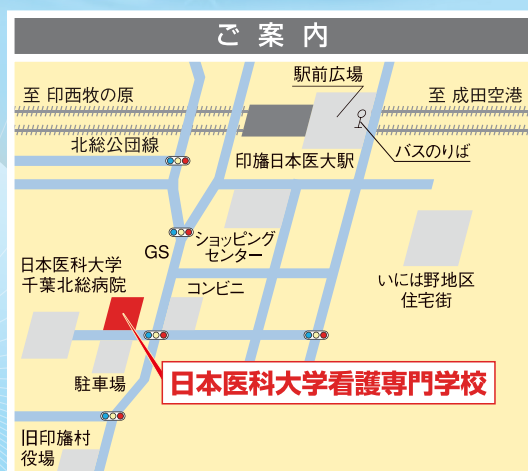 ご案内
駅前広場
至 印西牧の原
至 成田空港
北総公団線
印旛日本医大駅
バスのりば
GS
ショッピング
センター
日本医科大学
千葉北総病院
コンビニ
いには野地区
住宅街
駐車場
日本医科大学看護専門学校
旧印旛村
役場